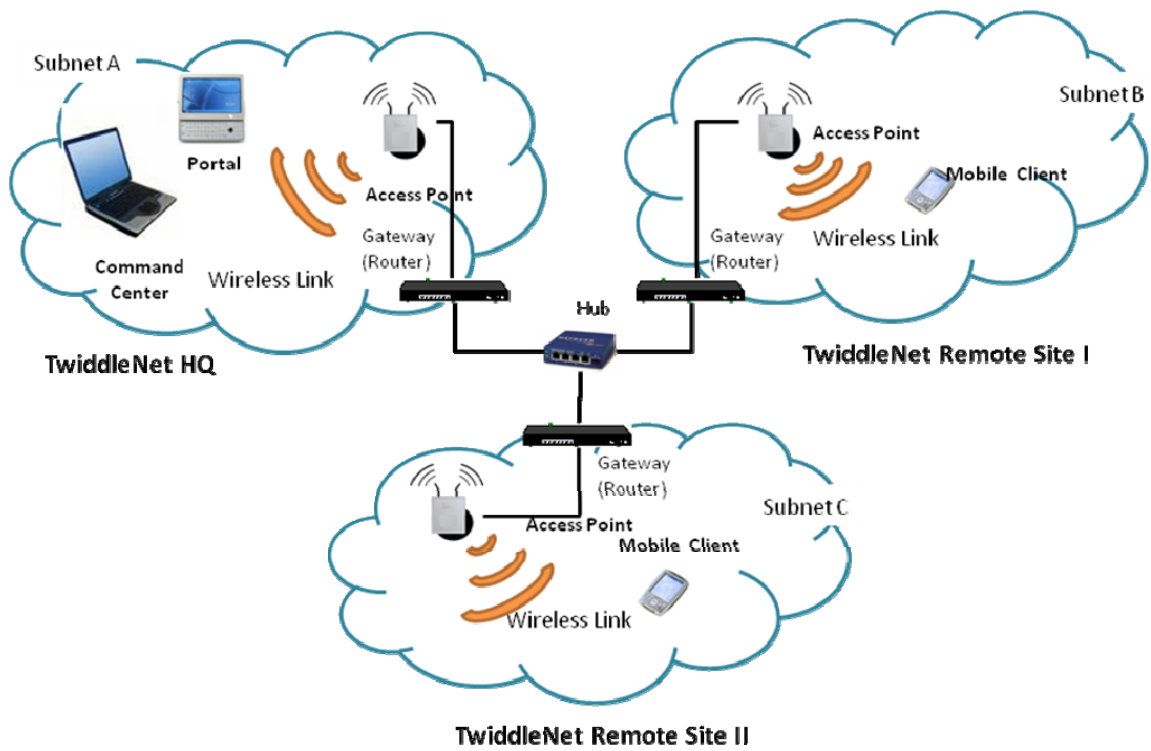 Subnet A
Portal
Access Point
Command
Center
Wireless Link
Gateway
(Router)
TwiddleNet HQ
Hub
Subnet B
Access Point
Mobile Client
Wireless Link
Gateway
(Router)
TwiddleNet Remote Site I
Gateway
(Router)
Subnet C
Access Point
Mobile Client
Wireless Link
TwiddleNet Remote Site II